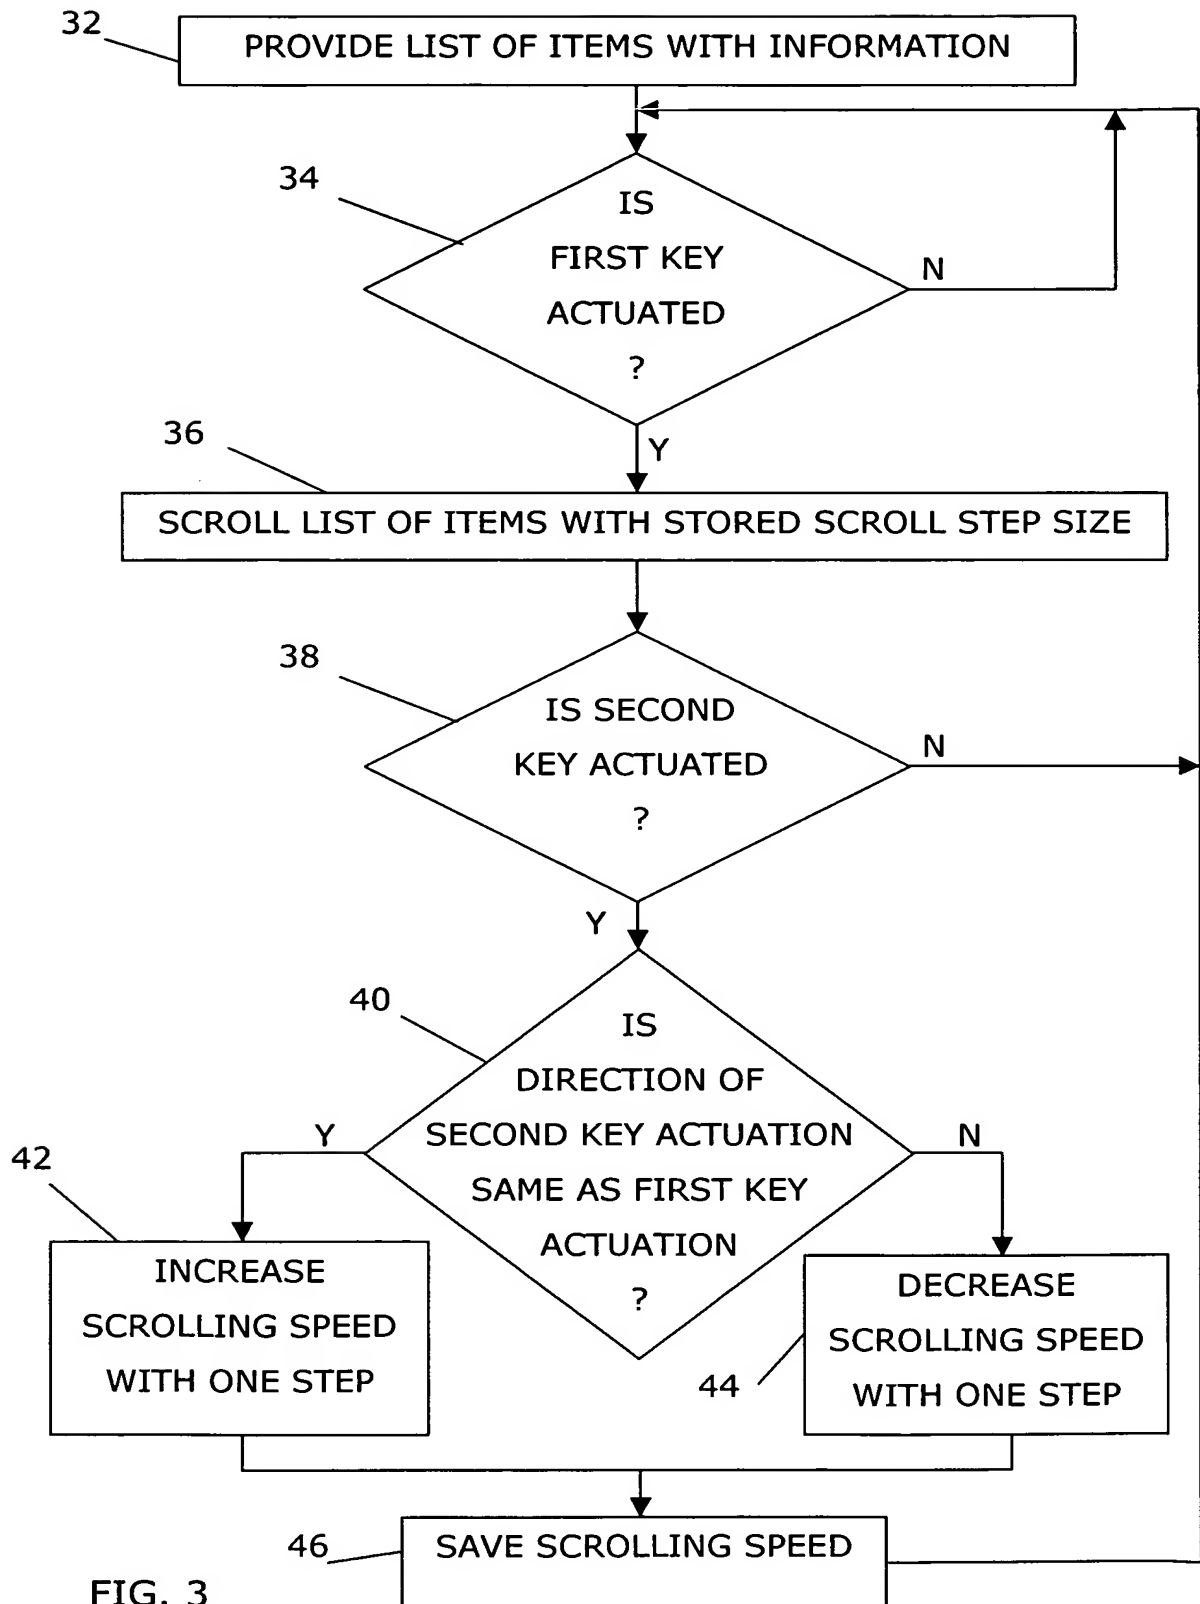 32
PROVIDE LIST OF ITEMS WITH INFORMATION
34
IS
FIRST KEY
ACTUATED
?
N
Y
36
SCROLL LIST OF ITEMS WITH STORED SCROLL STEP SIZE
38
IS SECOND
KEY ACTUATED
?
N
Y
40
IS
DIRECTION OF
SECOND KEY ACTUATION
SAME AS FIRST KEY
ACTUATION
?
Y
N
42
INCREASE
SCROLLING SPEED
WITH ONE STEP
44
DECREASE
SCROLLING SPEED
WITH ONE STEP
46
SAVE SCROLLING SPEED
FIG. 3